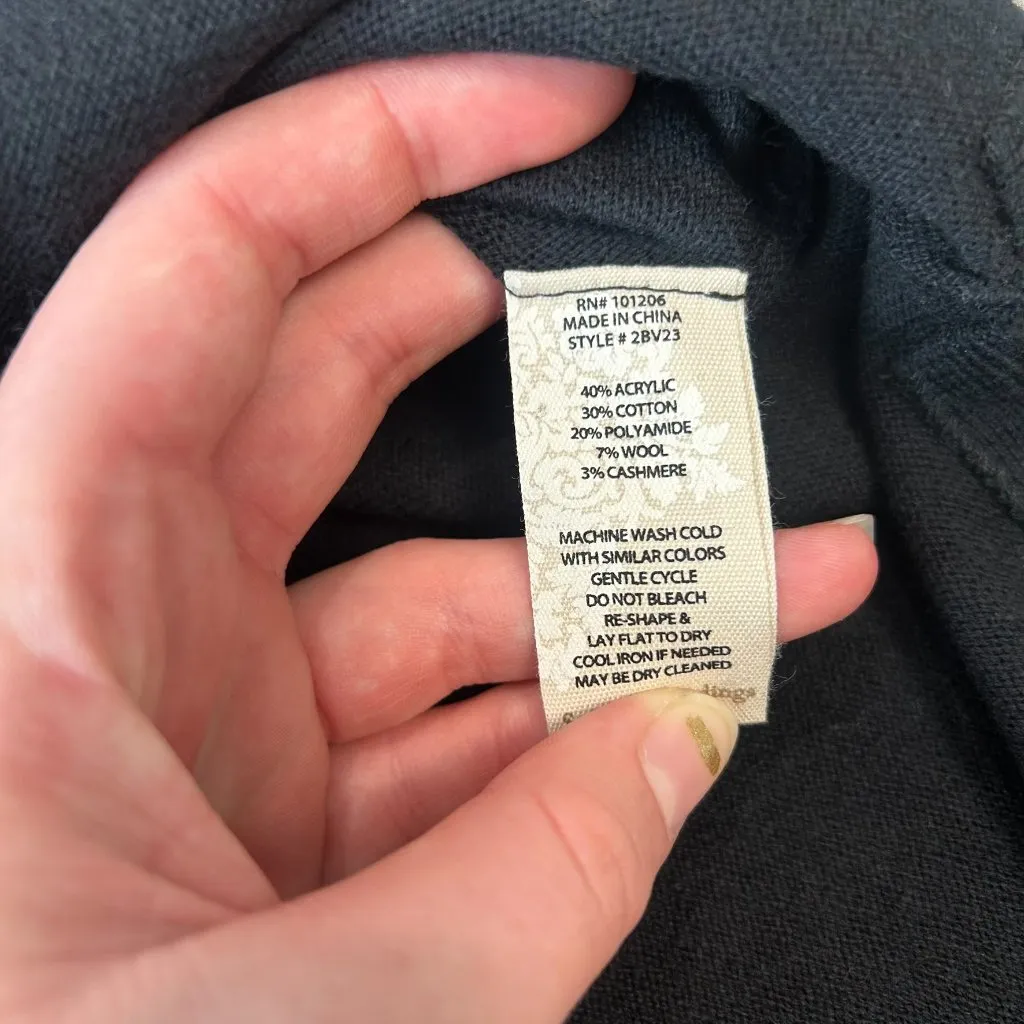 RN# 101206
MADE IN CHINA
STYLE # 2BV23
40% ACRYLIC
30% COTTON
20% POLYAMIDE
7% WOOL
3% CASHMERE
MACHINE WASH COLD
WITH SIMILAR COLORS
GENTLE CYCLE
DO NOT BLEACH
RE-SHAPE &
LAY FLAT TO DRY
COOL IRON IF NEEDED
MAY BE DRY CLEANED